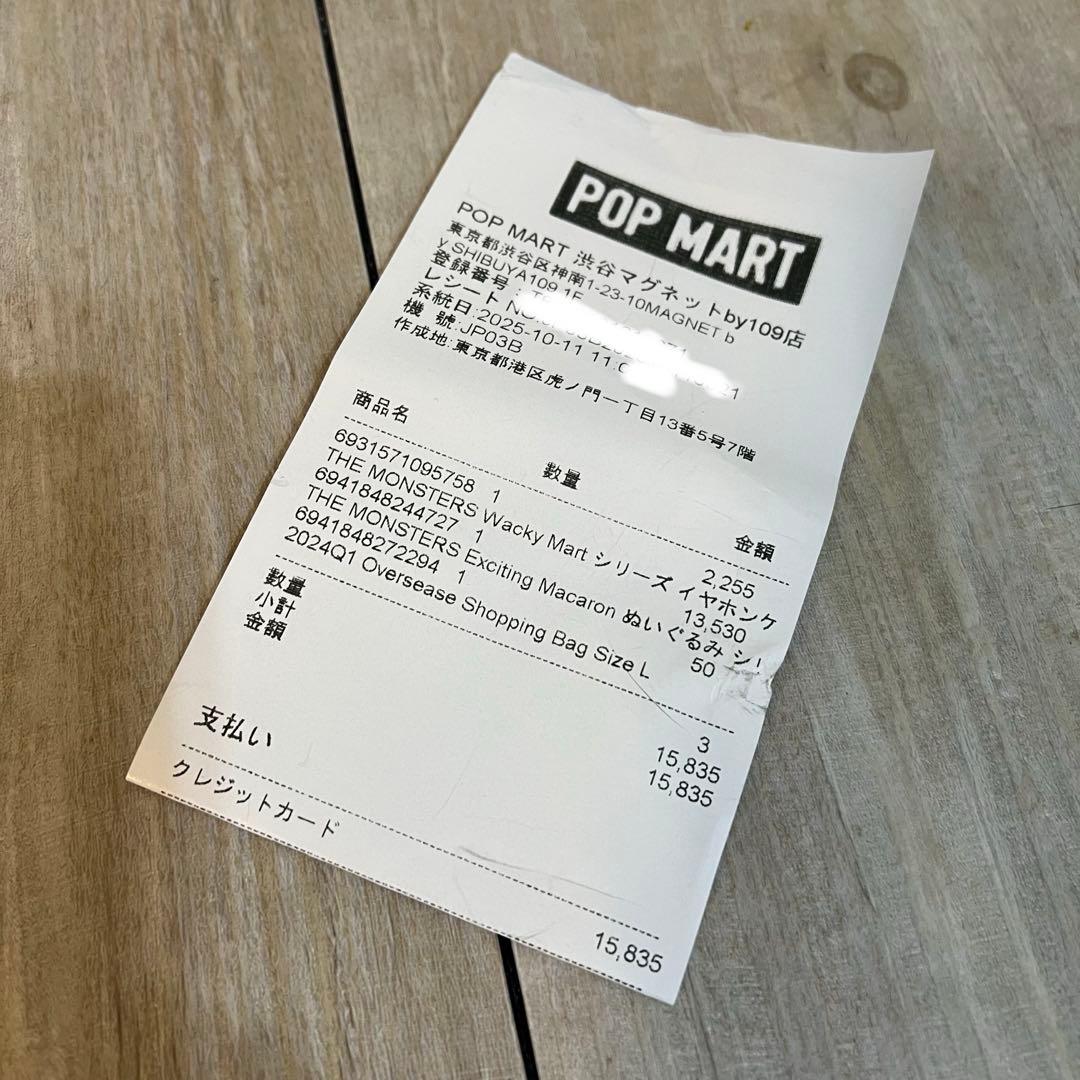 POP MART
POP MART 渋谷マグネットby109店
東京都渋谷区神南1-23-10MAGNET b
y SHIBUYA109 1F
登録番号
レシート NO.
系統日:2025-10-11 11:0
機 號:JP03B
作成地:東京都港区虎ノ門一丁目13番5号7階
商品名 数量 金額
6931571095758 1 2,255
THE MONSTERS Wacky Mart シリーズ イヤホンケ
6941848244727 1 13,530
THE MONSTERS Exciting Macaron ぬいぐるみ シ
6941848272294 1 50
2024Q1 Oversease Shopping Bag Size L
数量 3
小計 15,835
金額 15,835
支払い
クレジットカード 15,835